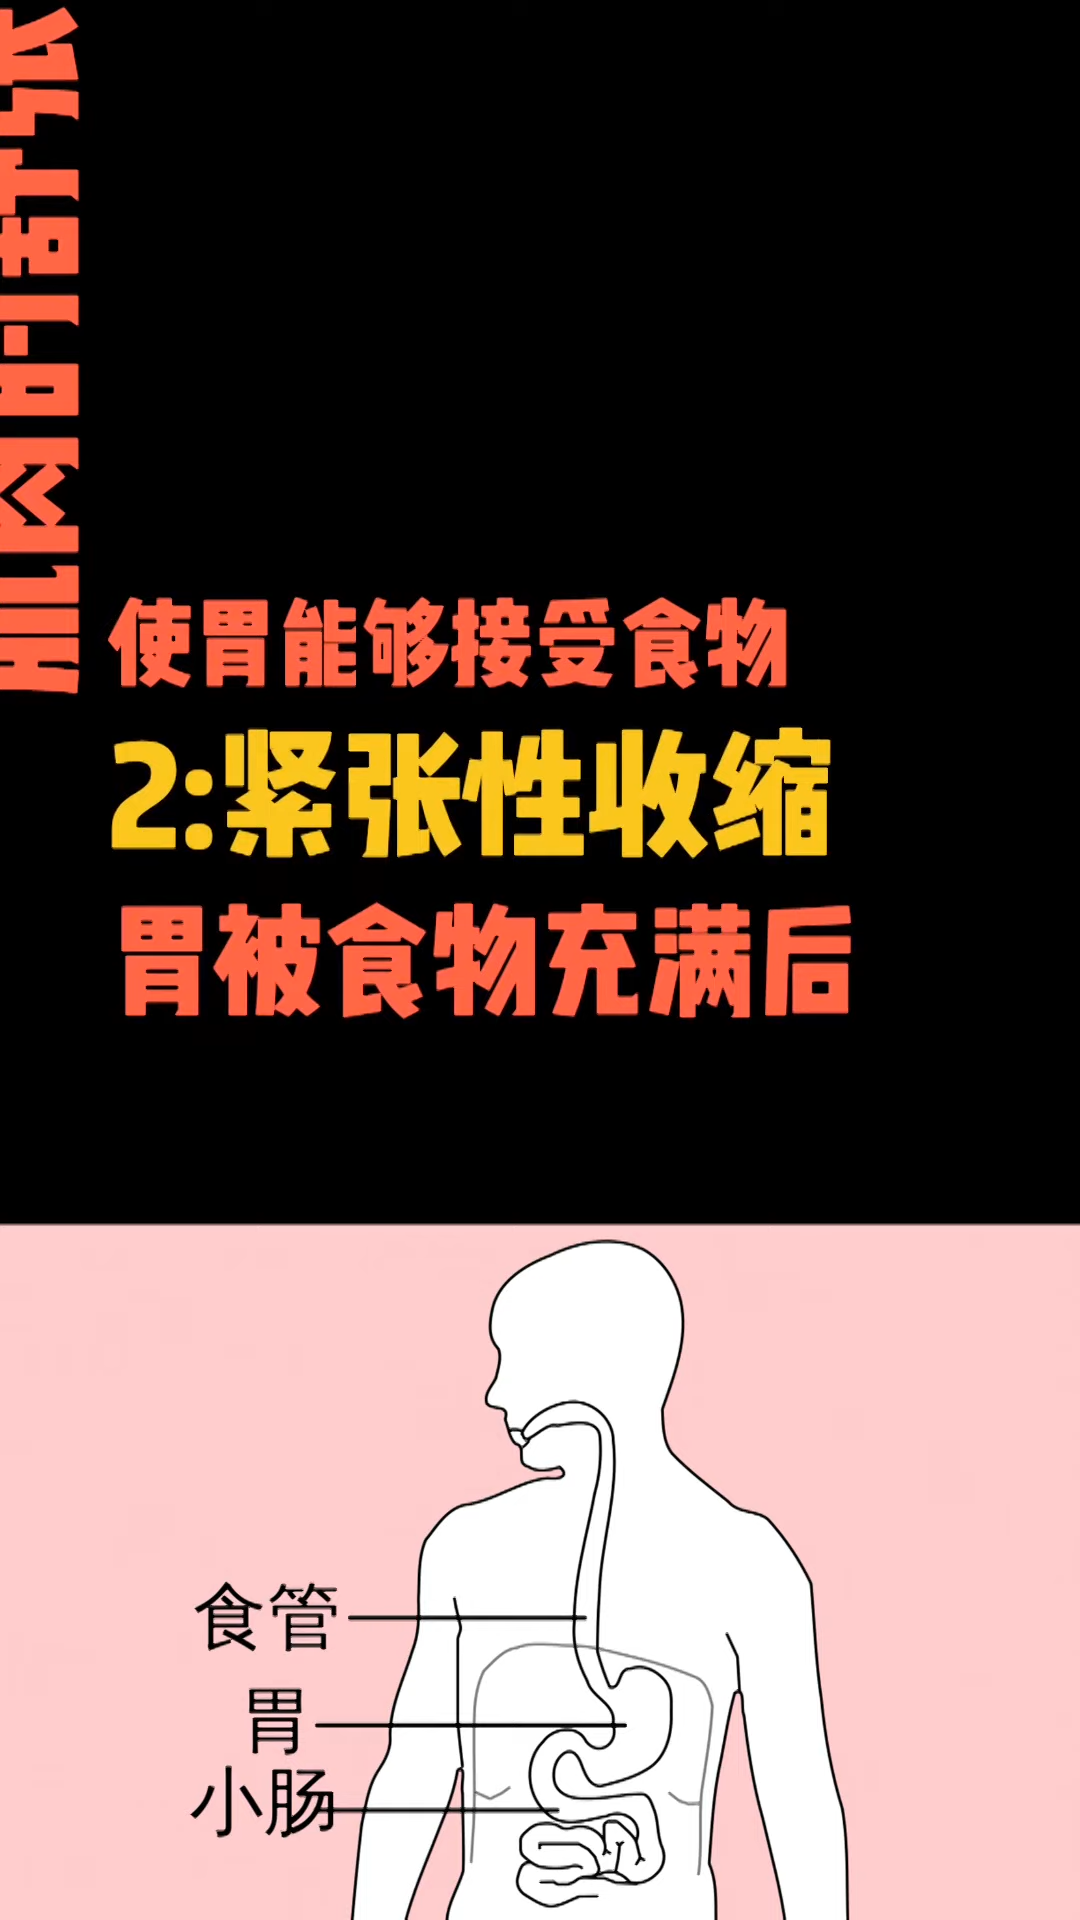 使胃能够接受食物
2:紧张性收缩
胃被食物充满后
食管
胃
小肠